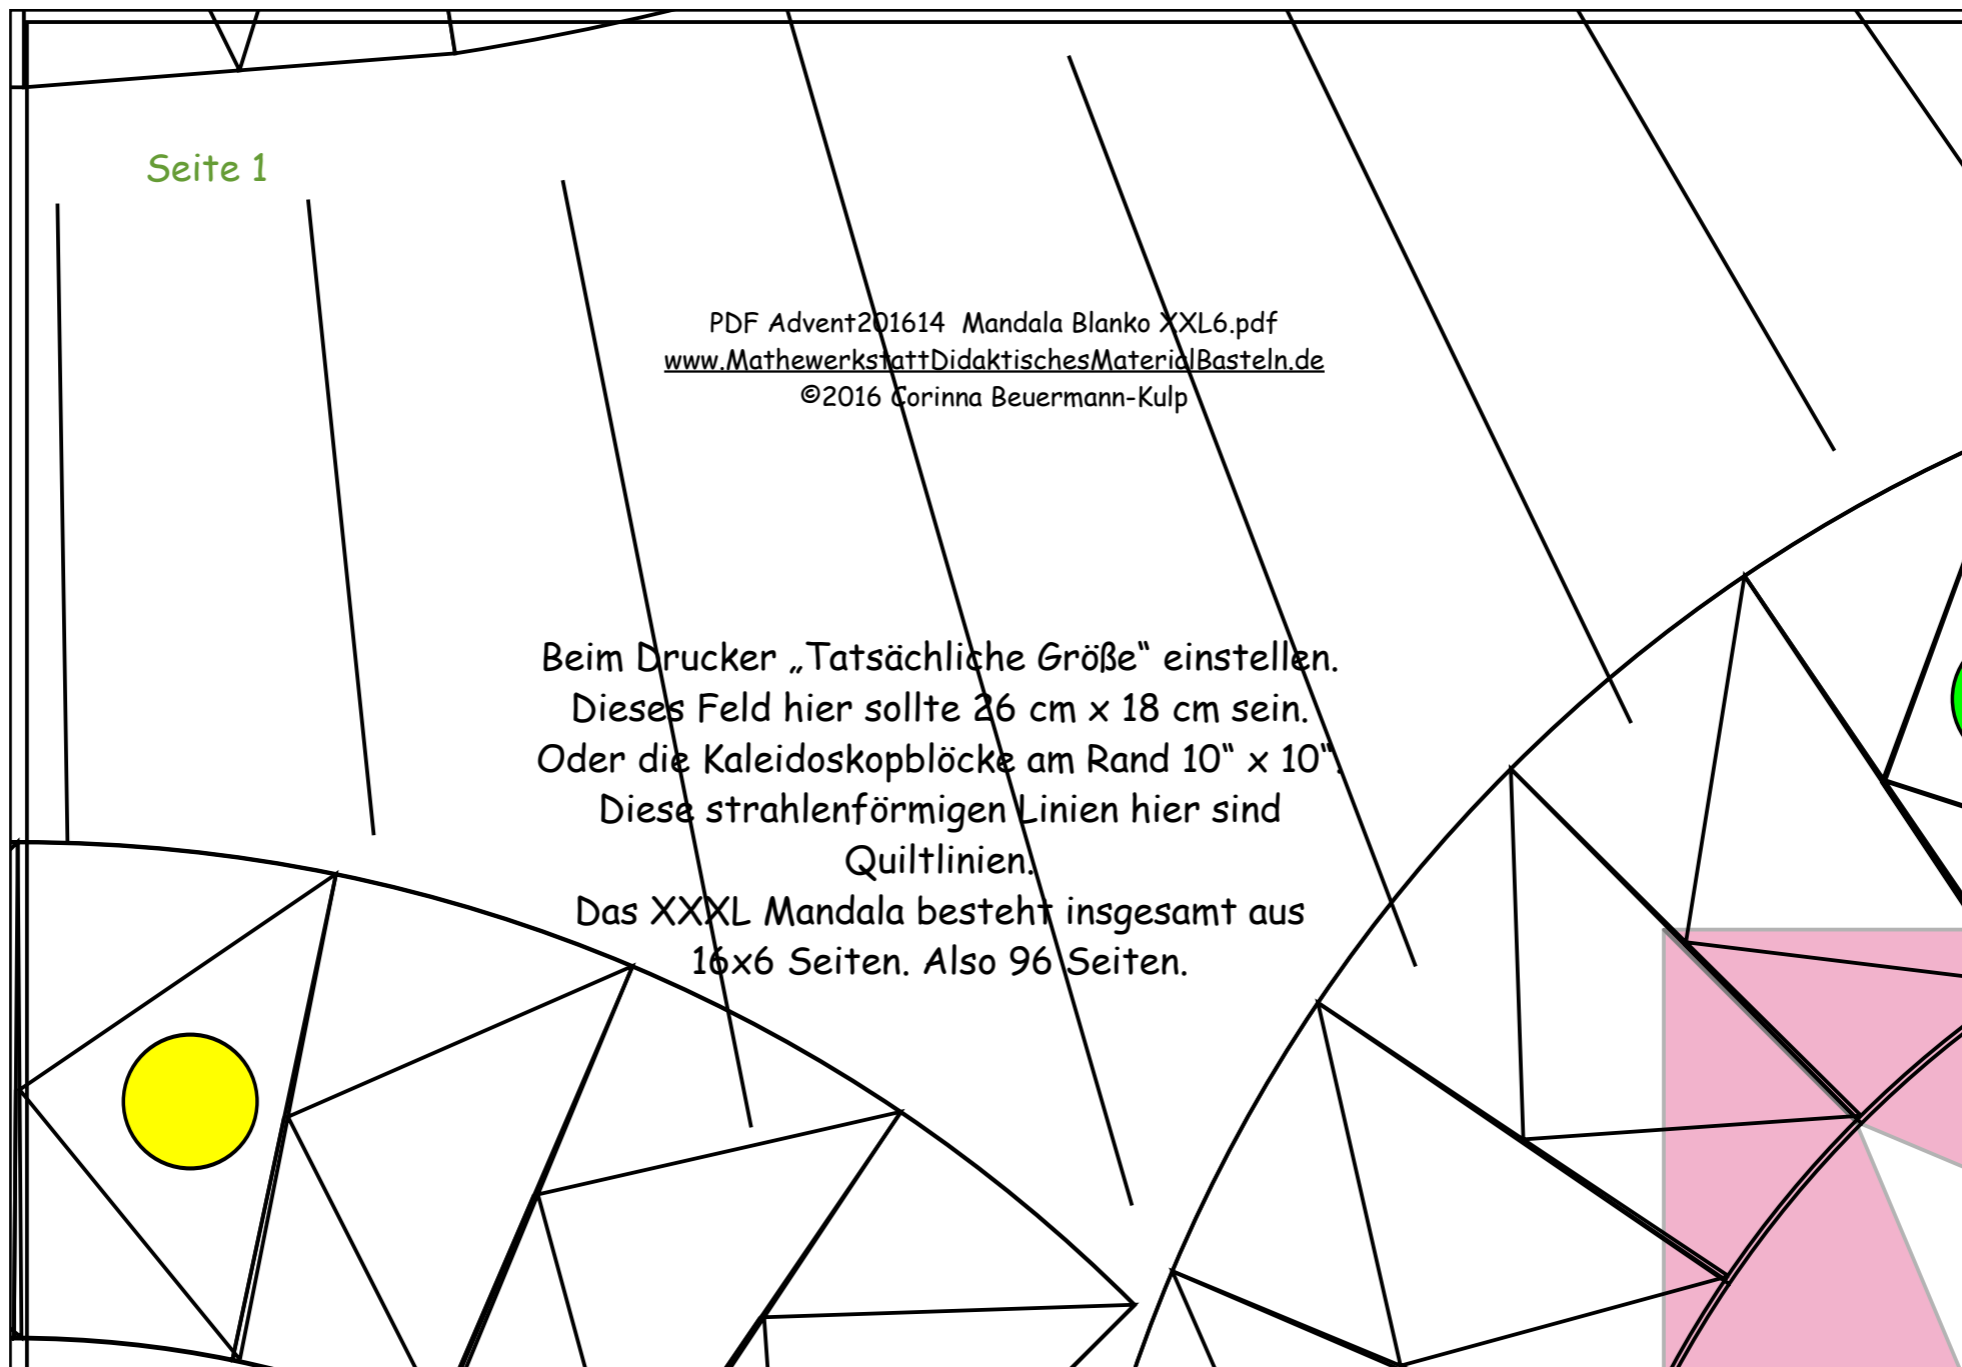 Seite 1
PDF Advent201614  Mandala Blanko XXL6.pdf
www.MathewerkstattDidaktischesMaterialBasteln.de
©2016 Corinna Beuermann-Kulp
Beim Drucker „Tatsächliche Größe“ einstellen.
Dieses Feld hier sollte 26 cm x 18 cm sein.
Oder die Kaleidoskopblöcke am Rand 10“ x 10“.
Diese strahlenförmigen Linien hier sind
Quiltlinien.
Das XXXL Mandala besteht insgesamt aus
16x6 Seiten. Also 96 Seiten.